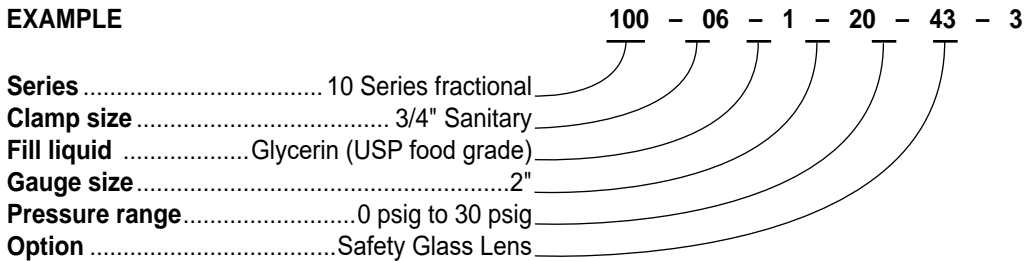 EXAMPLE 100 – 06 – 1 – 20 – 43 – 3
Series .................................. 10 Series fractional
Clamp size .................................... 3/4" Sanitary
Fill liquid ...................Glycerin (USP food grade)
Gauge size.....................................................2"
Pressure range.........................0 psig to 30 psig
Option ...................................Safety Glass Lens